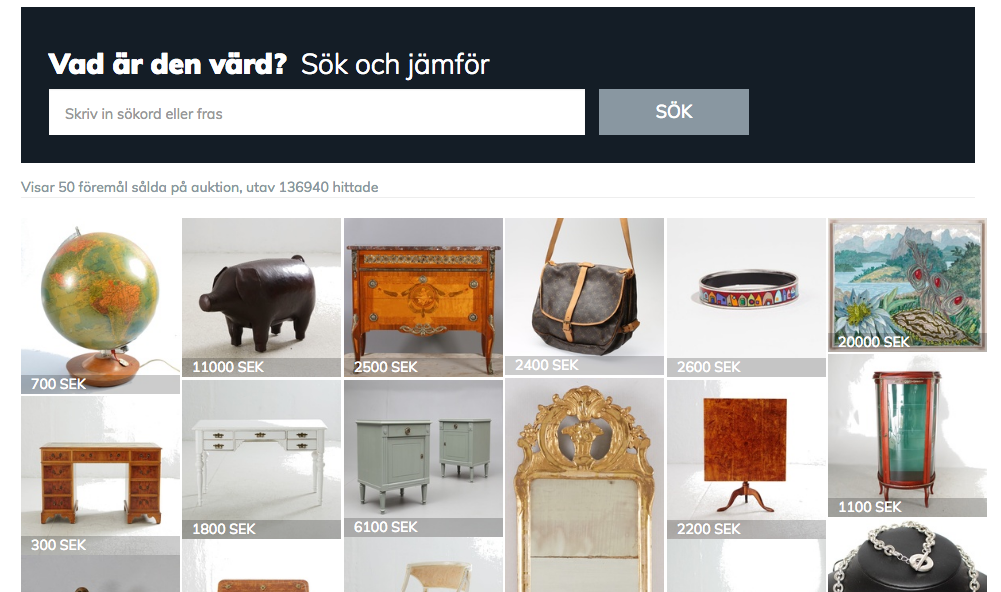 Vad är den värd? Sök och jämför
Skriv in sökord eller fras
SÖK
Visar 50 föremål sålda på auktion, utav 136940 hittade
700 SEK
11000 SEK
2500 SEK
2400 SEK
2600 SEK
20000 SEK
300 SEK
1800 SEK
6100 SEK
2200 SEK
1100 SEK